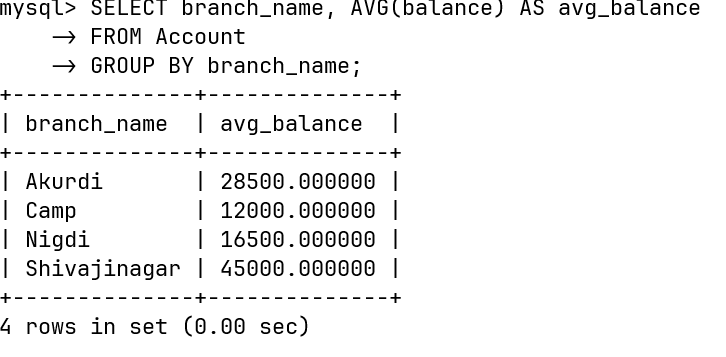 mysql> SELECT branch_name, AVG(balance) AS avg_balance
    -> FROM Account
    -> GROUP BY branch_name;
+--------------+--------------+
| branch_name  | avg_balance  |
+--------------+--------------+
| Akurdi       | 28500.000000 |
| Camp         | 12000.000000 |
| Nigdi        | 16500.000000 |
| Shivajinagar | 45000.000000 |
+--------------+--------------+
4 rows in set (0.00 sec)